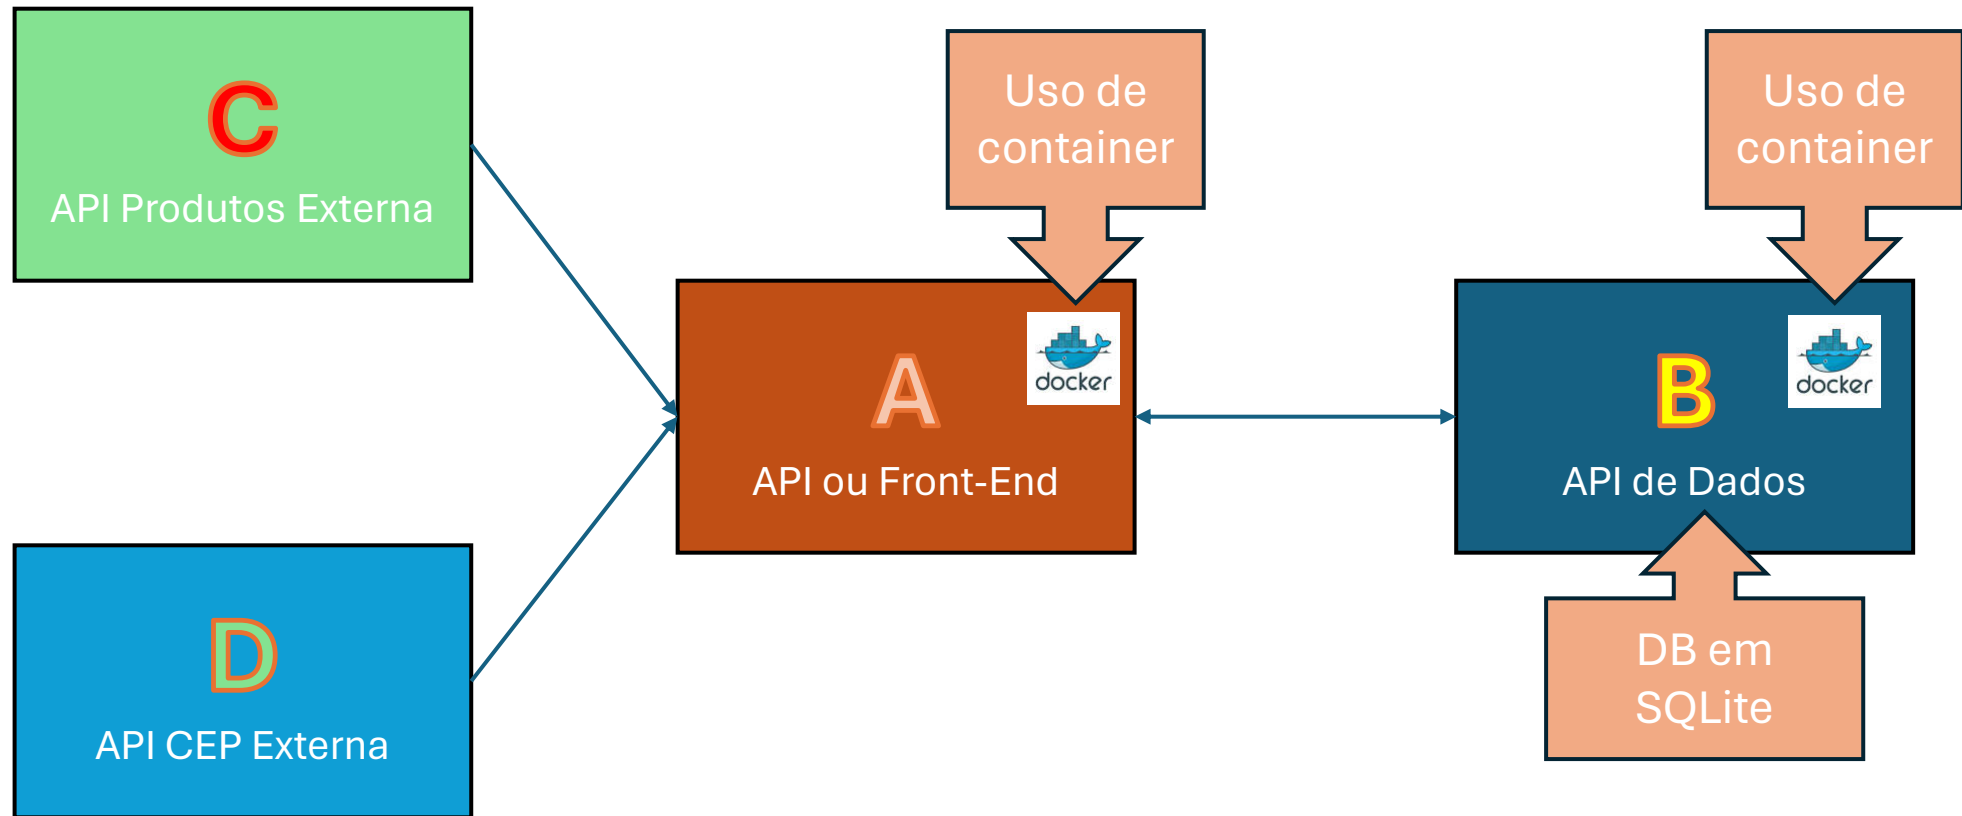 C
API Produtos Externa
Uso de
container
Uso de
container
A
docker
API ou Front-End
B
docker
API de Dados
D
API CEP Externa
DB em
SQLite